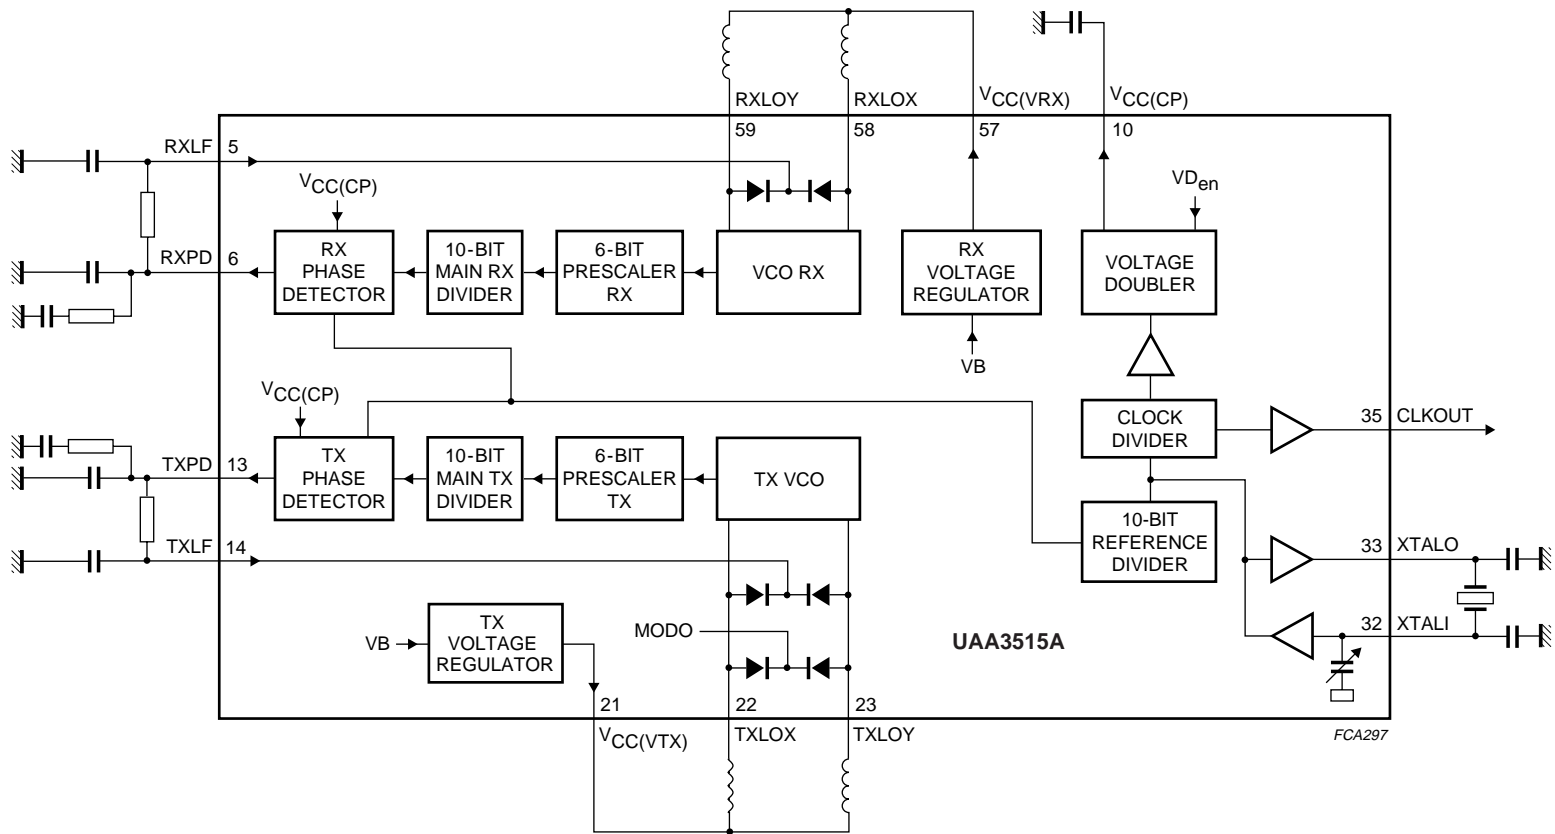 RXLOY
RXLOX
VCC(VRX)
VCC(CP)
59
58
57
10
RXLF
5
VCC(CP)
VDen
RXPD
6
RX
PHASE
DETECTOR
10-BIT
MAIN RX
DIVIDER
6-BIT
PRESCALER
RX
VCO RX
RX
VOLTAGE
REGULATOR
VOLTAGE
DOUBLER
VB
VCC(CP)
CLOCK
DIVIDER
35
CLKOUT
TXPD
13
TX
PHASE
DETECTOR
10-BIT
MAIN TX
DIVIDER
6-BIT
PRESCALER
TX
TX VCO
10-BIT
REFERENCE
DIVIDER
TXLF
14
33
XTALO
VB
TX
VOLTAGE
REGULATOR
MODO
UAA3515A
32
XTALI
21
22
23
VCC(VTX)
TXLOX
TXLOY
FCA297